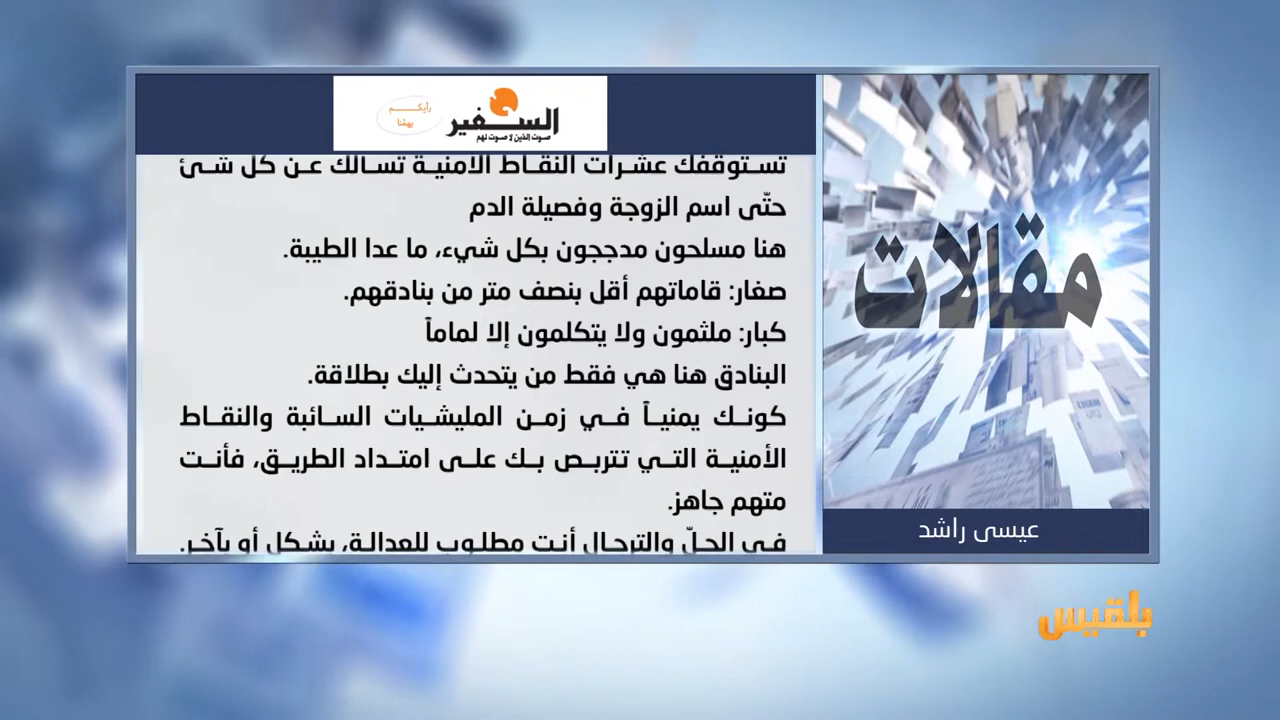 رأيكم
يهمّنا
السفير
صوت الذين لا صوت لهم
تستوقفك عشرات النقاط الأمنية تسألك عن كل شئ
حتّى اسم الزوجة وفصيلة الدم
هنا مسلحون مدججون بكل شيء، ما عدا الطيبة.
صغار: قاماتهم أقل بنصف متر من بنادقهم.
كبار: ملثمون ولا يتكلمون إلا لماماً
البنادق هنا هي فقط من يتحدث إليك بطلاقة.
كونك يمنياً في زمن المليشيات السائبة والنقاط
الأمنية التي تتربص بك على امتداد الطريق، فأنت
متهم جاهز.
في الحلّ والترحال أنت مطلوب للعدالة، بشكل أو بآخر.
مقالات
عيسى راشد
بلقيس